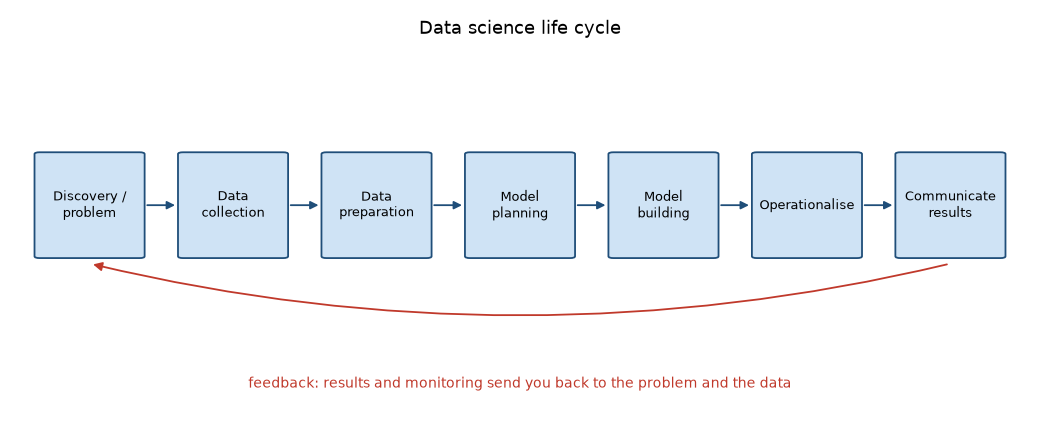 Data science life cycle
Discovery /
problem
Data
collection
Data
preparation
Model
planning
Model
building
Operationalise
Communicate
results
feedback: results and monitoring send you back to the problem and the data